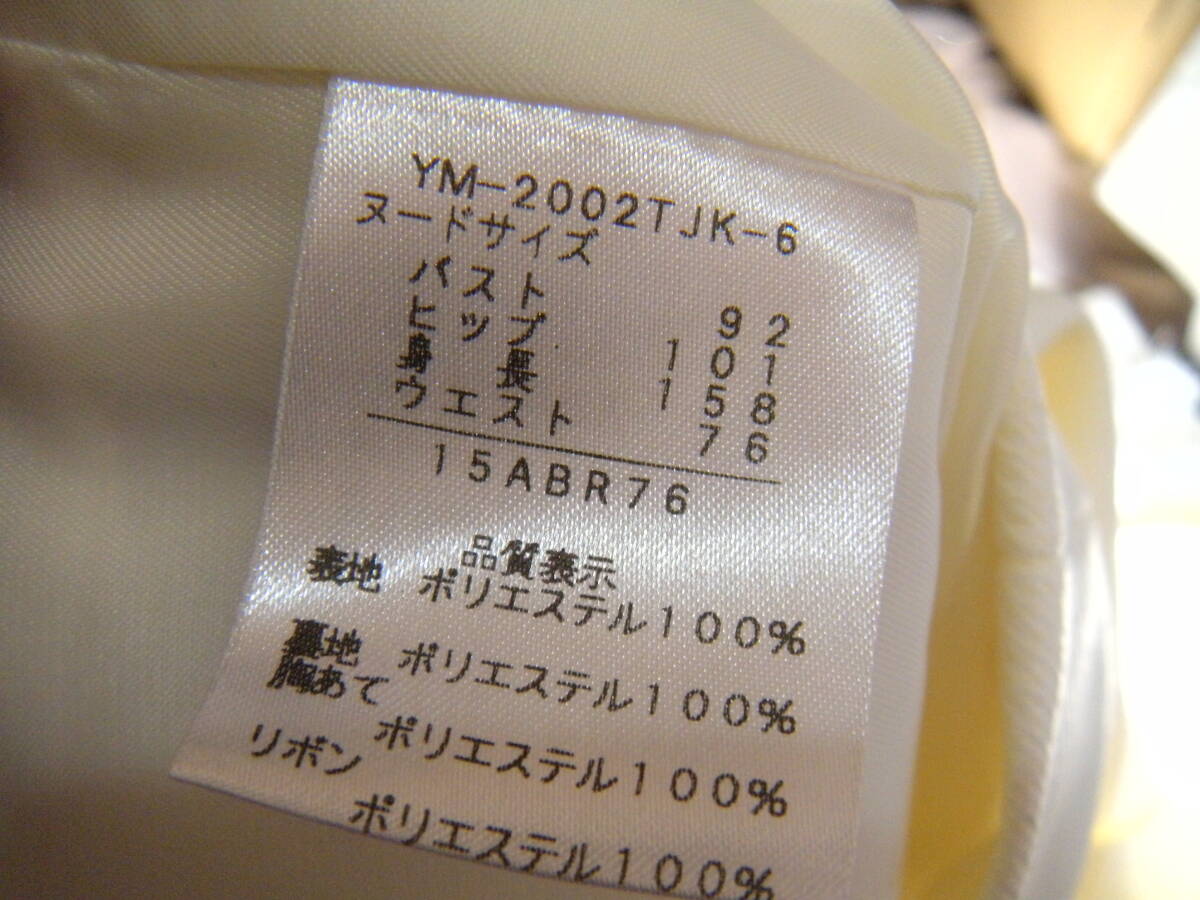 YM-2002TJK-6
ヌードサイズ
バスト 92
ヒップ 101
身長 158
ウエスト 76
15ABR76
品質表示
表地 ポリエステル100%
裏地 ポリエステル100%
胸あて
ポリエステル100%
リボン
ポリエステル100%